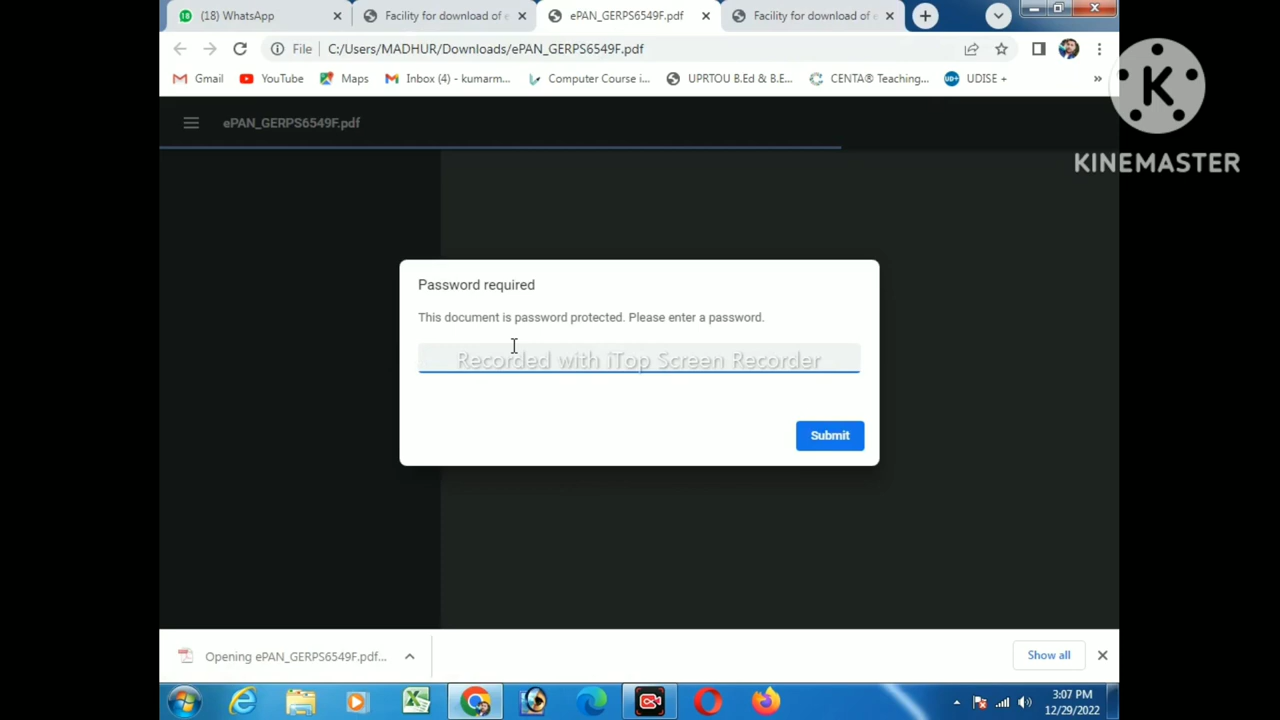 (18) WhatsApp
Facility for download of e
ePAN_GERPS6549F.pdf
Facility for download of e
File
C:/Users/MADHUR/Downloads/ePAN_GERPS6549F.pdf
Gmail
YouTube
Maps
Inbox (4) - kumarm...
Computer Course i...
UPRTOU B.Ed & B.E...
CENTA® Teaching...
UDISE +
»
K
KINEMASTER
ePAN_GERPS6549F.pdf
Password required
This document is password protected. Please enter a password.
Recorded with iTop Screen Recorder
Submit
Opening ePAN_GERPS6549F.pdf...
Show all
3:07 PM
12/29/2022